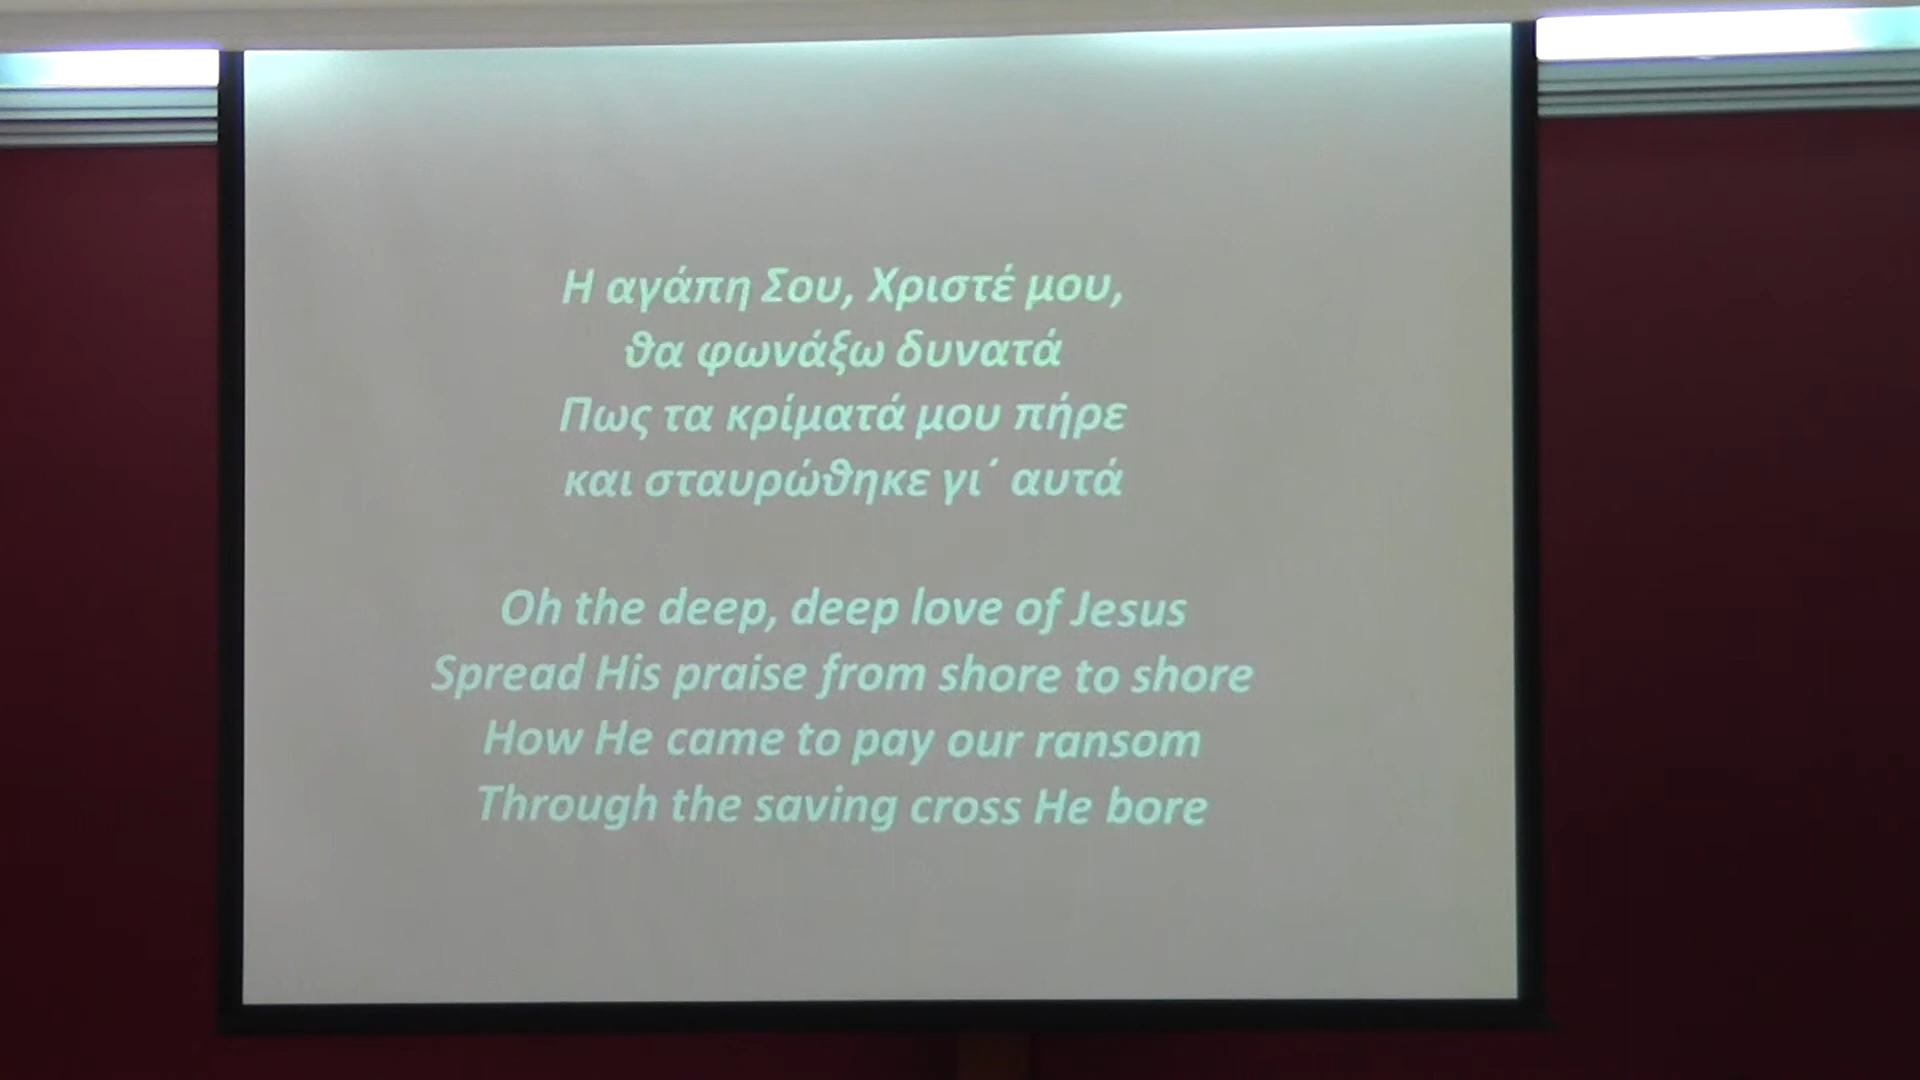 Η αγάπη Σου, Χριστέ μου,
θα φωνάξω δυνατά
Πως τα κρίματά μου πήρε
και σταυρώθηκε γι΄ αυτά
Oh the deep, deep love of Jesus
Spread His praise from shore to shore
How He came to pay our ransom
Through the saving cross He bore